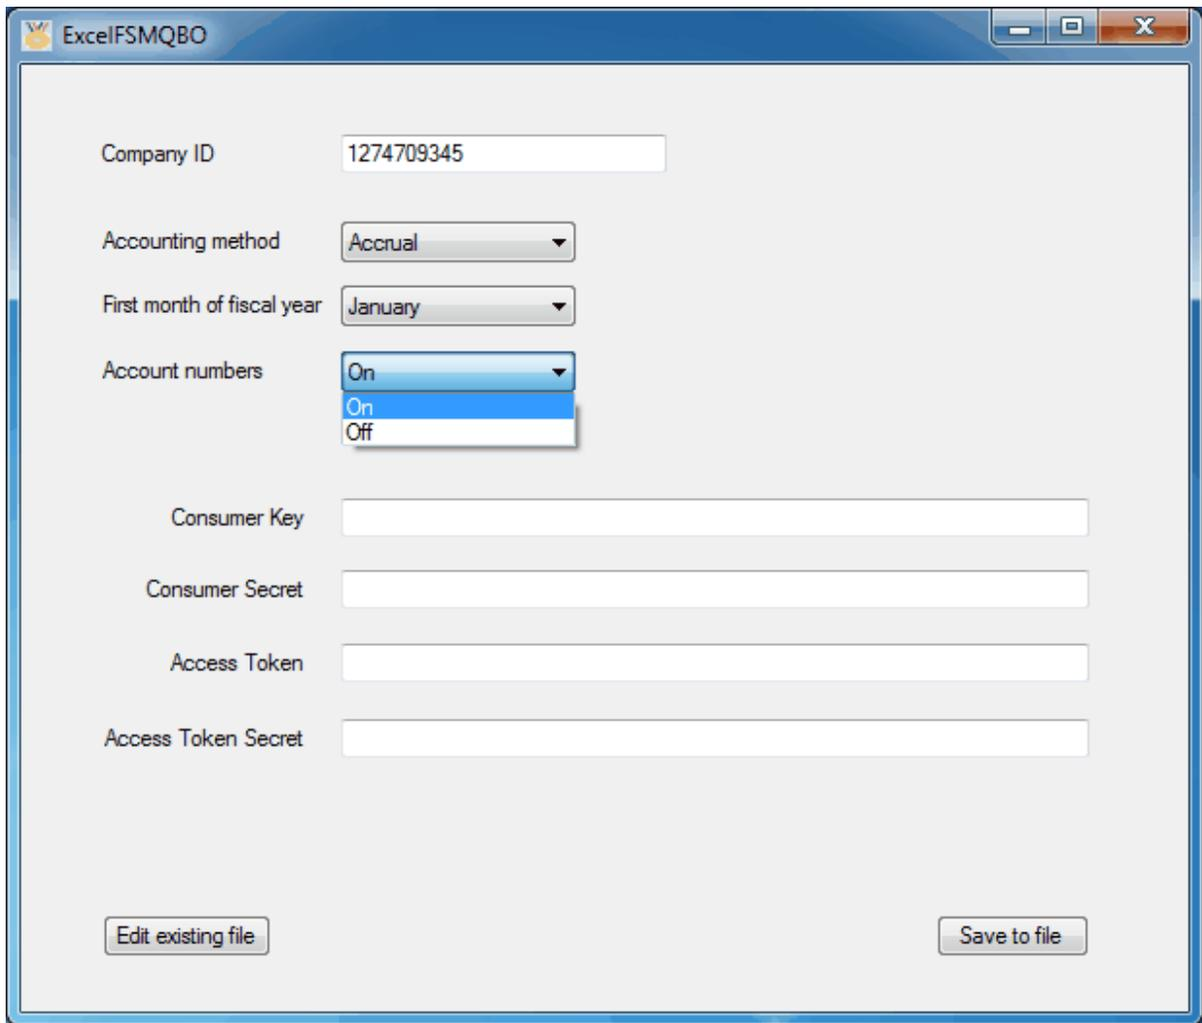 ExcelFSMQBO
Company ID 1274709345
Accounting method Accrual
First month of fiscal year January
Account numbers On
On
Off
Consumer Key
Consumer Secret
Access Token
Access Token Secret
Edit existing file Save to file